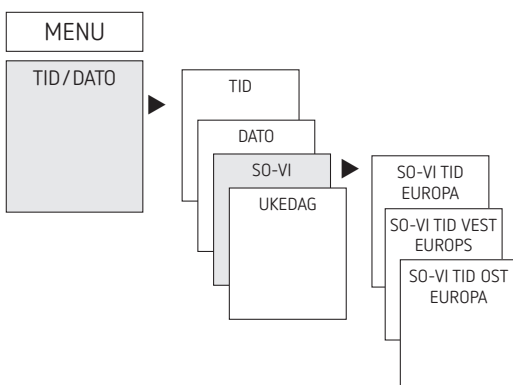 MENU
TID/DATO
TID
DATO
SO-VI
UKEDAG
SO-VI TID
EUROPA
SO-VI TID VEST
EUROPS
SO-VI TID OST
EUROPA